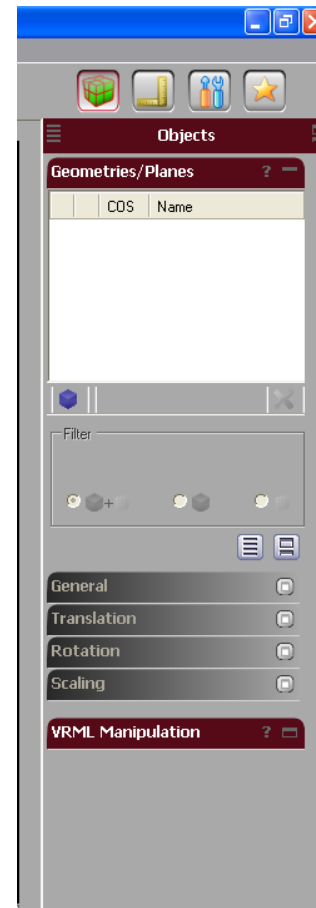 Objects
Geometries/Planes ?
COS Name
Filter
+
General
Translation
Rotation
Scaling
VRML Manipulation ?